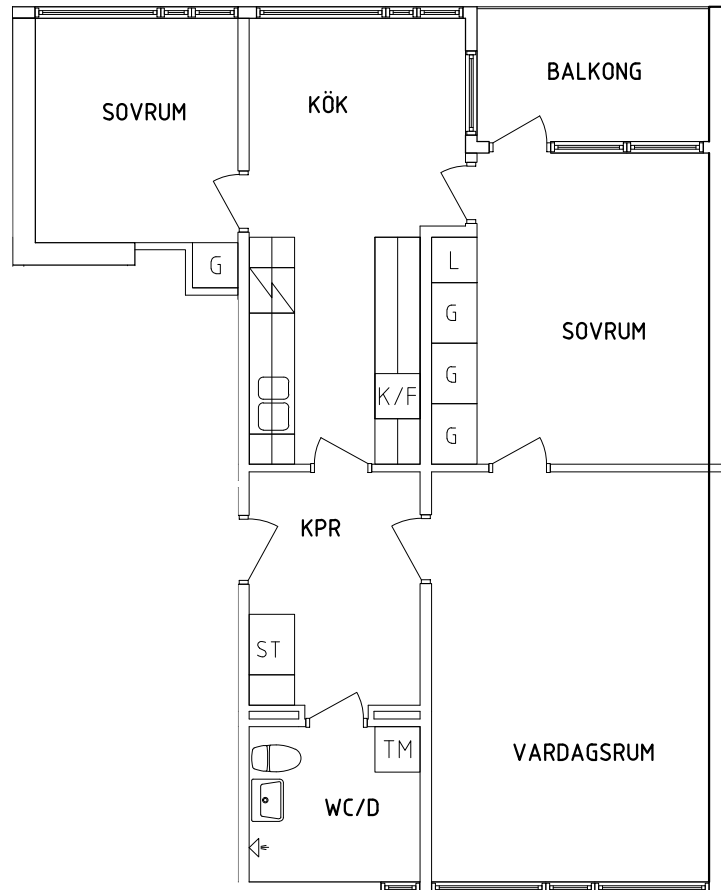 BALKONG
KÖK
SOVRUM
G
L
G
SOVRUM
G
K/F
G
KPR
ST
TM
VARDAGSRUM
WC/D